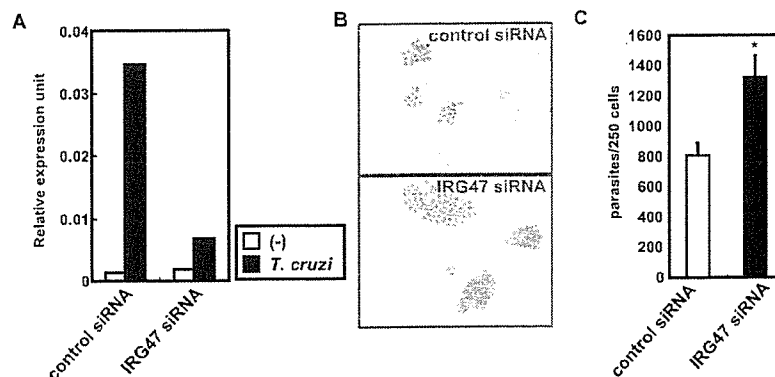 A
Relative expression unit
0.04
0.03
0.02
0.01
0
control siRNA
IRG47 siRNA
(-)
T. cruzi
B
control siRNA
IRG47 siRNA
C
parasites/250 cells
1600
1400
1200
1000
800
600
400
200
0
*
control siRNA
IRG47 siRNA